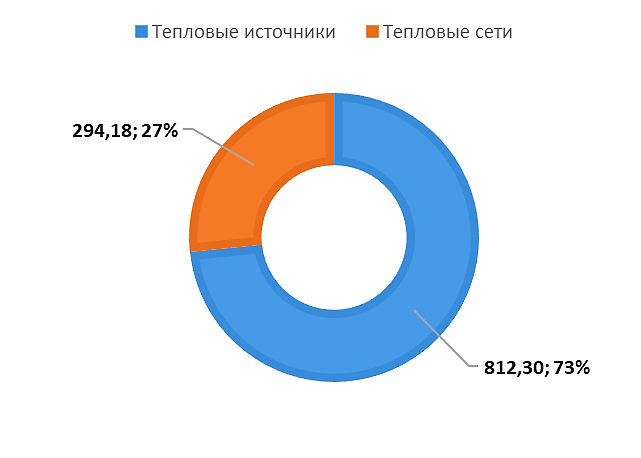 Тепловые источники Тепловые сети
294,18; 27%
812,30; 73%